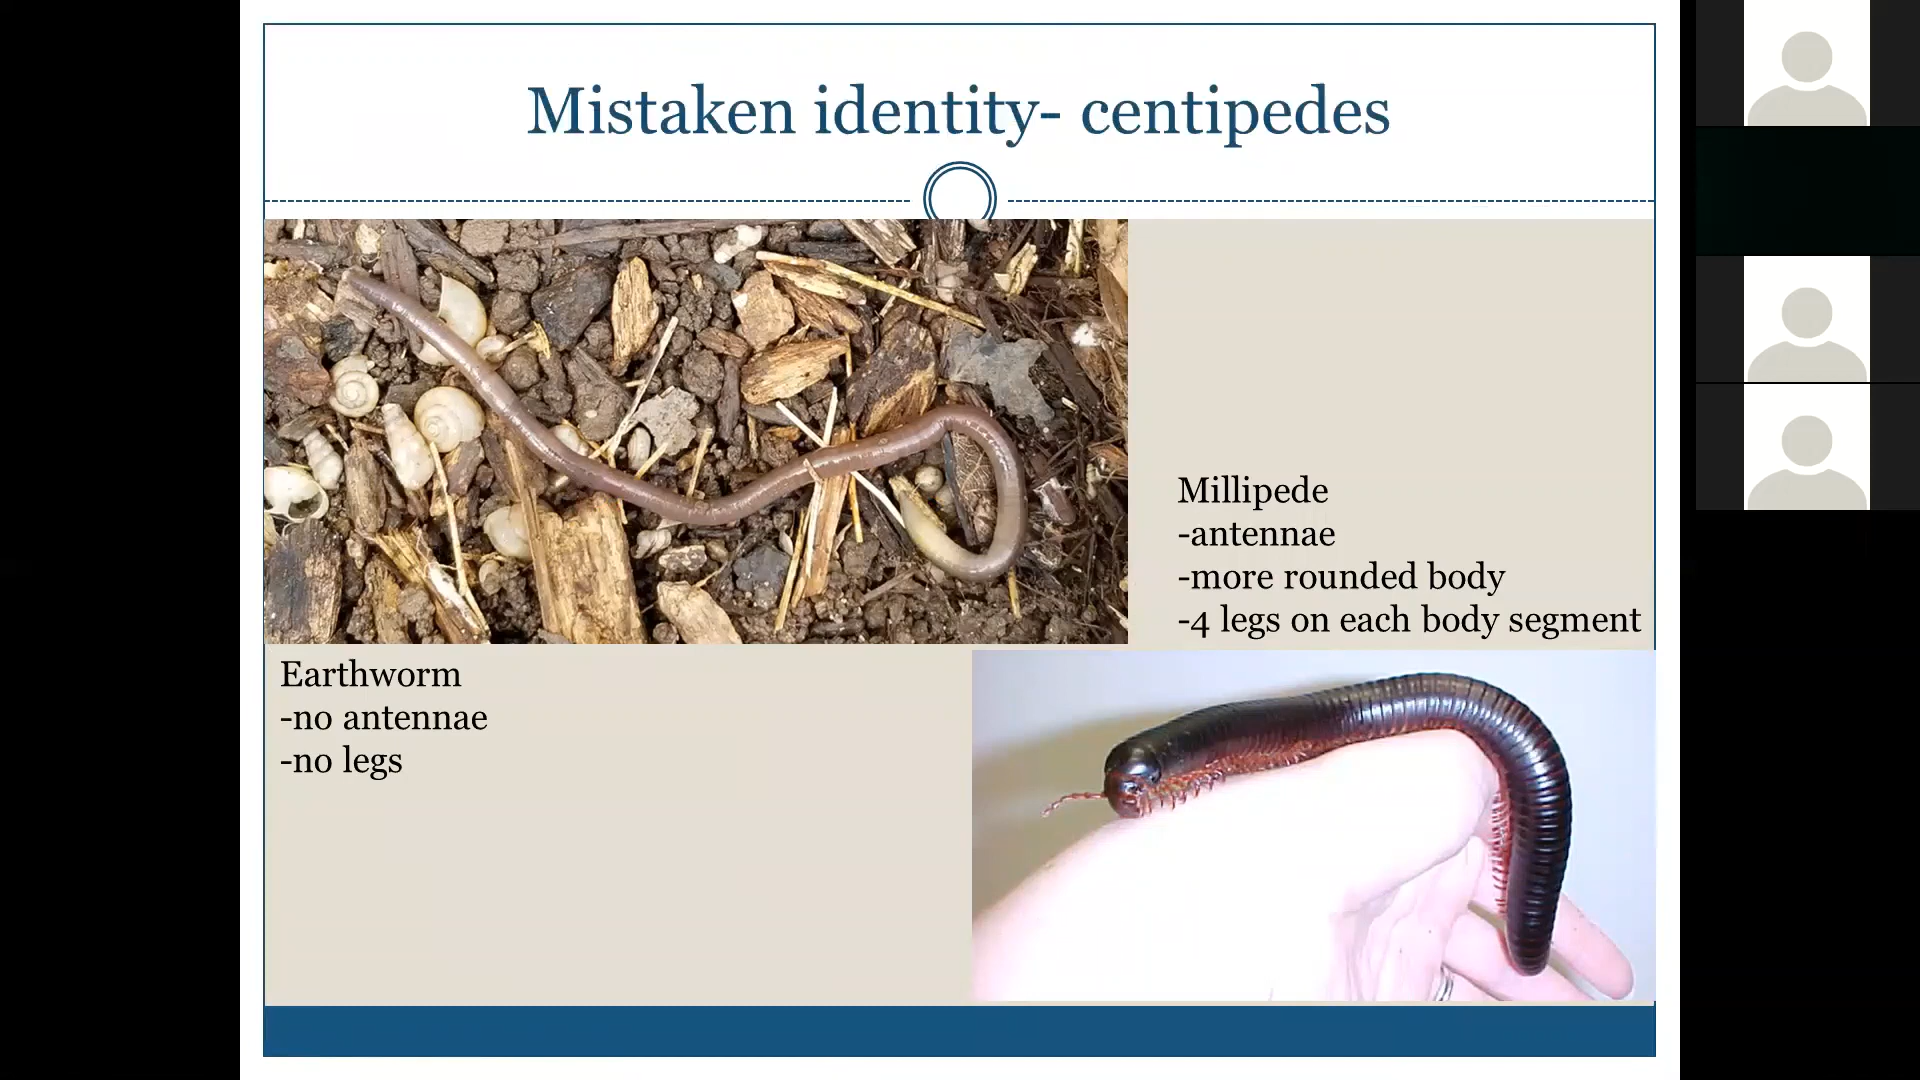 Mistaken identity- centipedes
Millipede
-antennae
-more rounded body
-4 legs on each body segment
Earthworm
-no antennae
-no legs